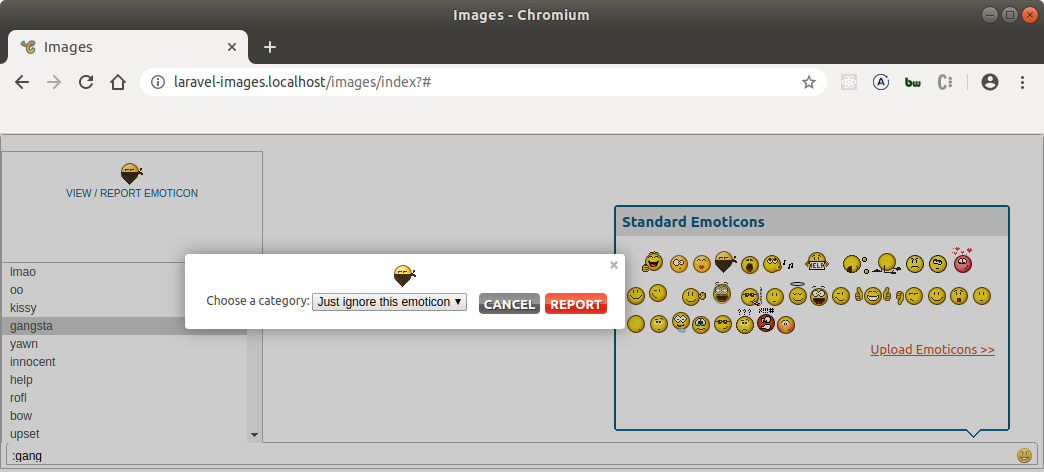 Images - Chromium
Images
laravel-images.localhost/images/index?#
bw
VIEW / REPORT EMOTICON
Standard Emoticons
HELP
Choose a category:
Just ignore this emoticon
CANCEL
REPORT
×
lmao
oo
kissy
gangsta
yawn
innocent
help
rofl
bow
upset
???
Upload Emoticons >>
:gang